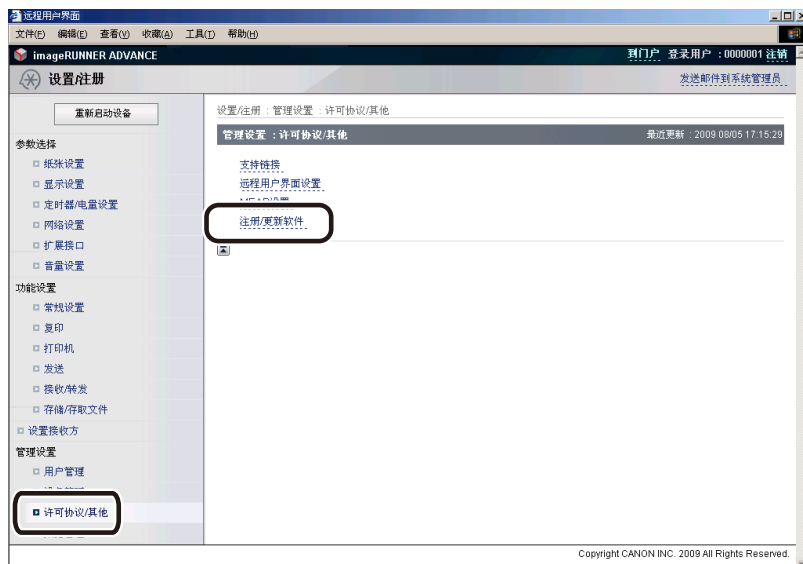 远程用户界面
文件(F) 编辑(E) 查看(V) 收藏(A) 工具(T) 帮助(H)
imageRUNNER ADVANCE 到门户 登录用户 : 0000001 注销
设置/注册 发送邮件到系统管理员
重新启动设备
设置/注册 : 管理设置 : 许可协议/其他
管理设置 : 许可协议/其他 最近更新 : 2009 08/05 17:15:29
参数选择
纸张设置
显示设置
定时器/电量设置
网络设置
扩展接口
音量设置
支持链接
远程用户界面设置
注册/更新软件
功能设置
常规设置
复印
打印机
发送
接收/转发
存储/存取文件
设置接收方
管理设置
用户管理
许可协议/其他
Copyright CANON INC. 2009 All Rights Reserved.